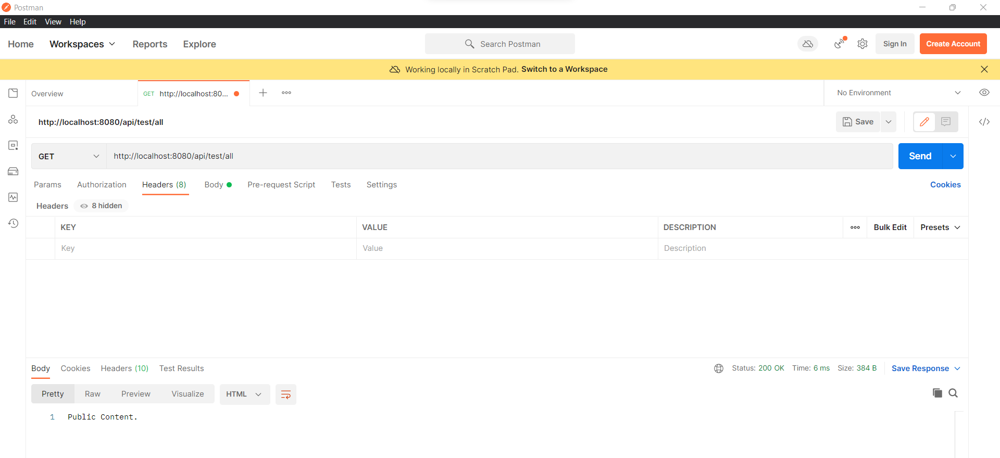 Postman
File Edit View Help
Home Workspaces Reports Explore Search Postman Sign In Create Account
Working locally in Scratch Pad. Switch to a Workspace
Overview GET http://localhost:80... No Environment
http://localhost:8080/api/test/all Save
GET http://localhost:8080/api/test/all Send
Params Authorization Headers (8) Body Pre-request Script Tests Settings Cookies
Headers 8 hidden
KEY VALUE DESCRIPTION Bulk Edit Presets
Key Value Description
Body Cookies Headers (10) Test Results Status: 200 OK Time: 6 ms Size: 384 B Save Response
Pretty Raw Preview Visualize HTML
1 Public Content.